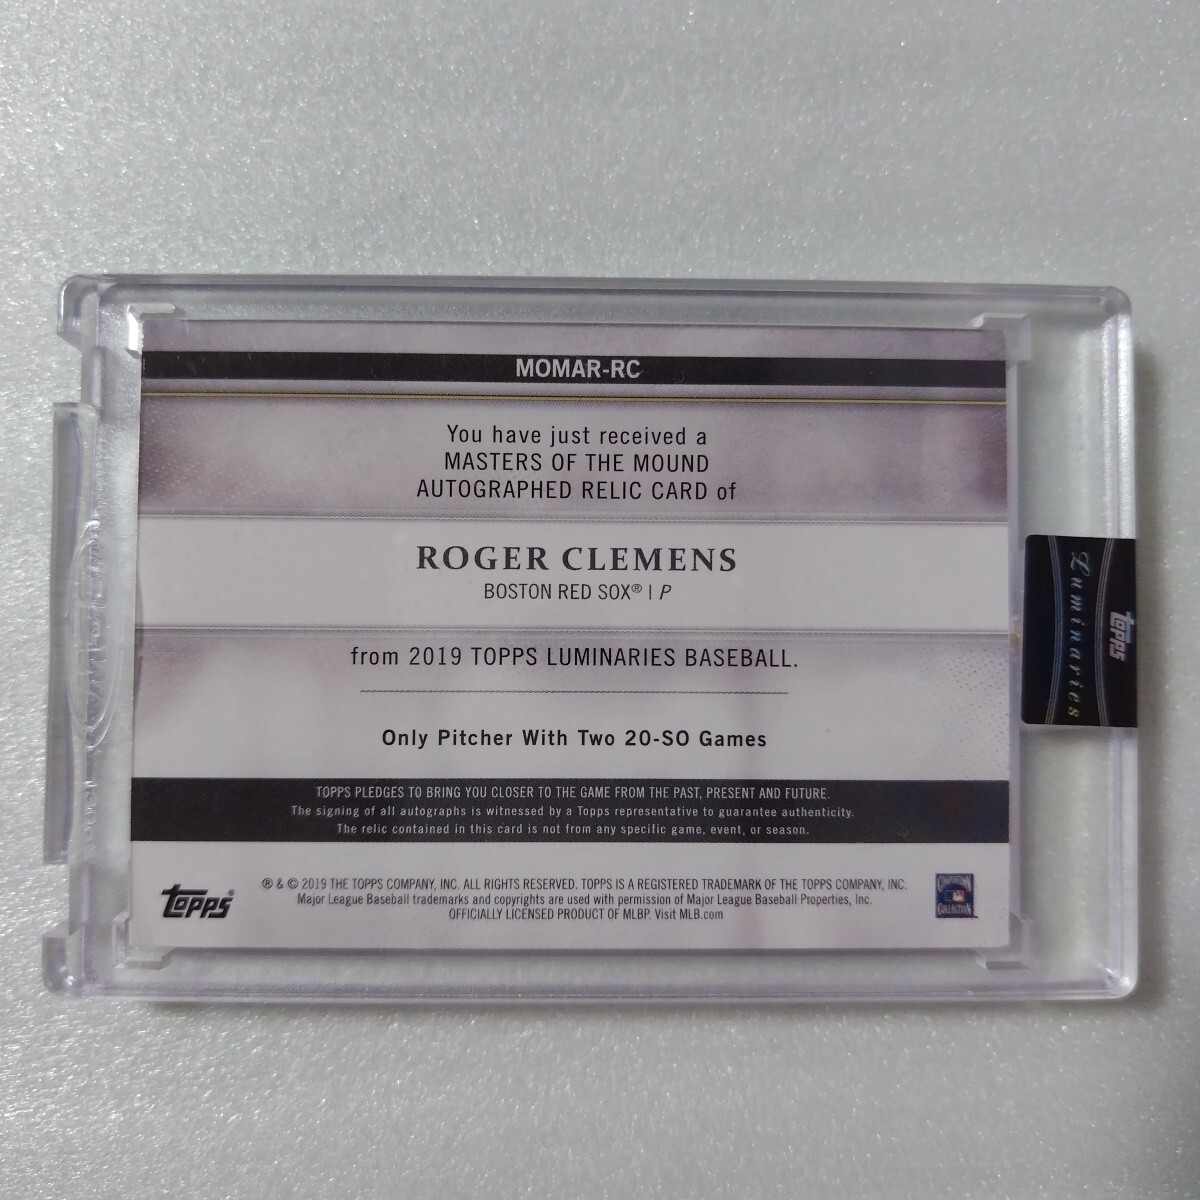 MOMAR-RC
You have just received a
MASTERS OF THE MOUND
AUTOGRAPHED RELIC CARD of
ROGER CLEMENS
BOSTON RED SOX® | P
from 2019 TOPPS LUMINARIES BASEBALL.
Only Pitcher With Two 20-SO Games
TOPPS PLEDGES TO BRING YOU CLOSER TO THE GAME FROM THE PAST, PRESENT AND FUTURE.
The signing of all autographs is witnessed by a Topps representative to guarantee authenticity.
The relic contained in this card is not from any specific game, event, or season.
Topps®
® & © 2019 THE TOPPS COMPANY, INC. ALL RIGHTS RESERVED. TOPPS IS A REGISTERED TRADEMARK OF THE TOPPS COMPANY, INC.
Major League Baseball trademarks and copyrights are used with permission of Major League Baseball Properties, Inc.
OFFICIALLY LICENSED PRODUCT OF MLBP. Visit MLB.com
COOPERSTOWN
COLLECTION™
Topps
Luminaries